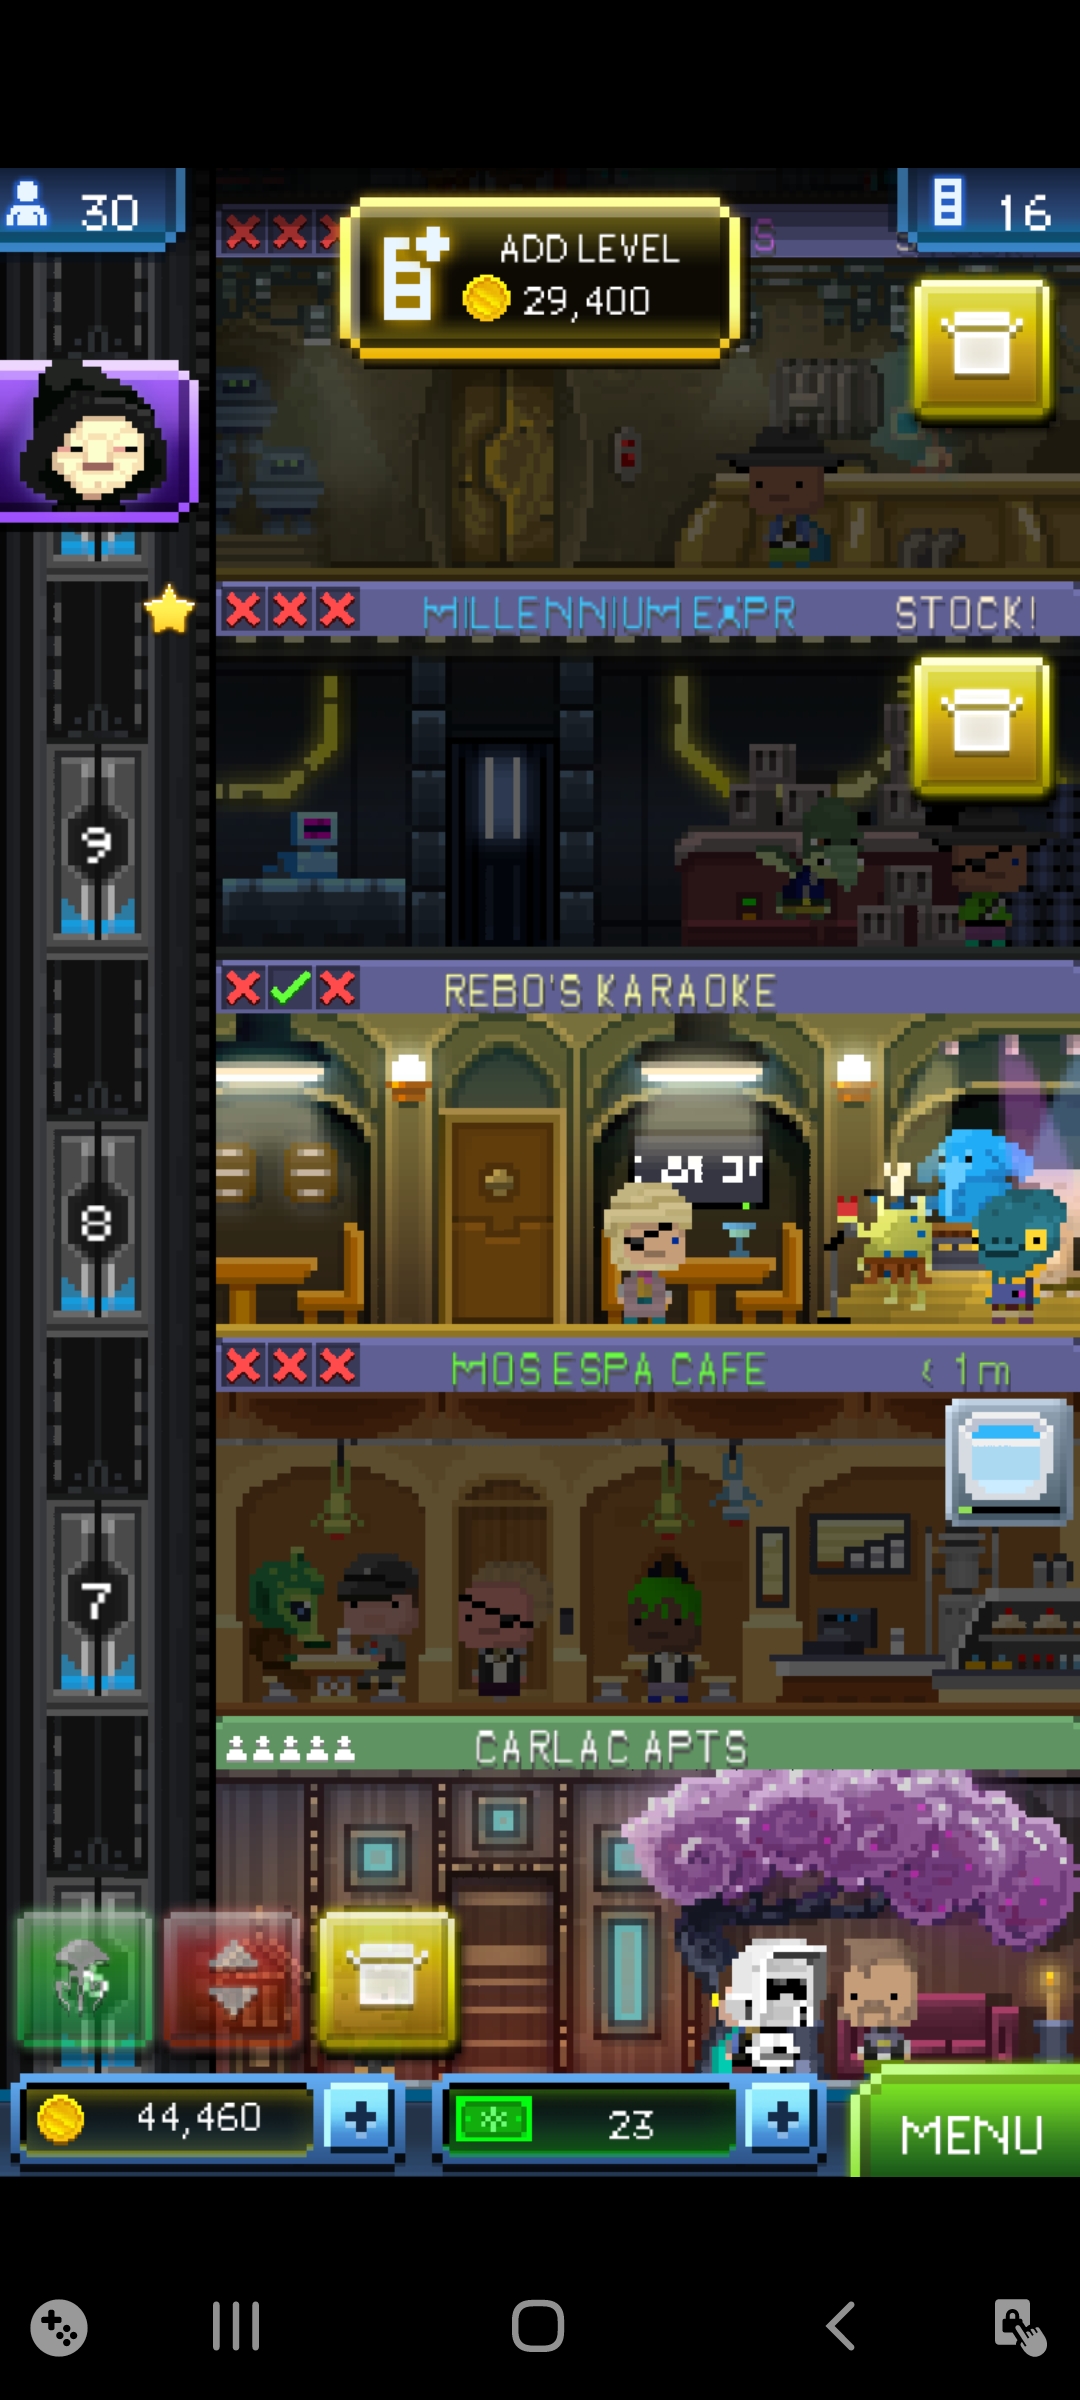 30
16
ADD LEVEL
29,400
MILLENNIUM EXPR
STOCK!
9
REBO'S KARAOKE
8
MOS ESPA CAFE
< 1m
7
CARLAC APTS
44,460
23
MENU